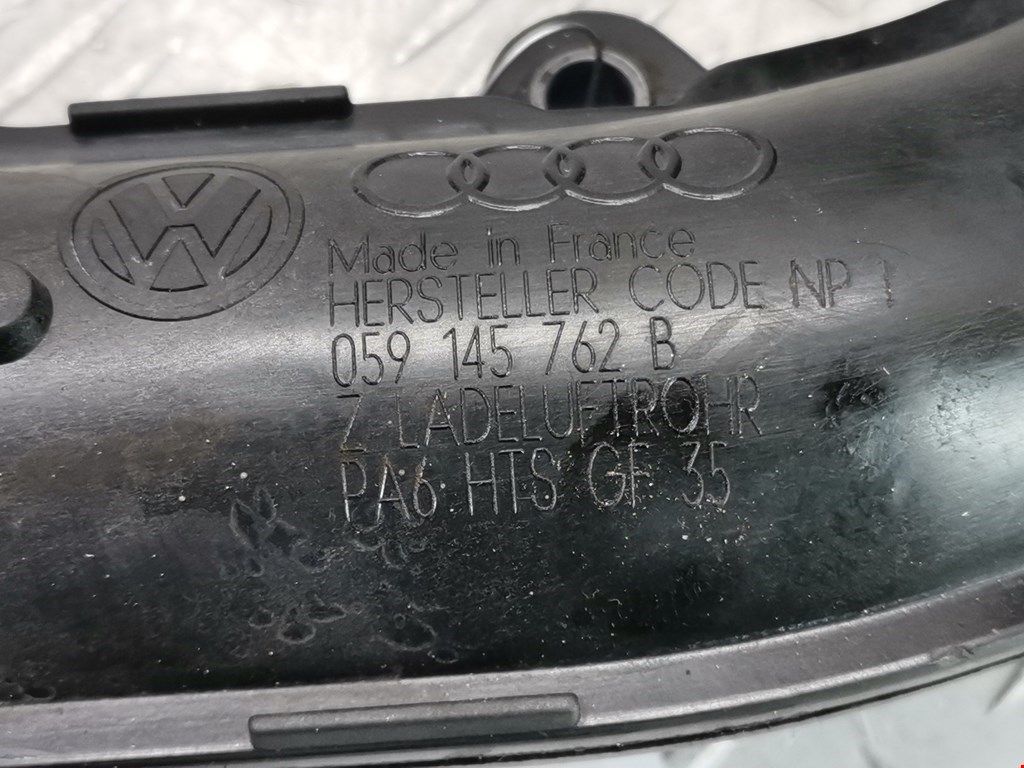 Made in France
HERSTELLER CODE NP 1
059 145 762 B
Z LADELUFTROHR
PA6 HTS GF 35